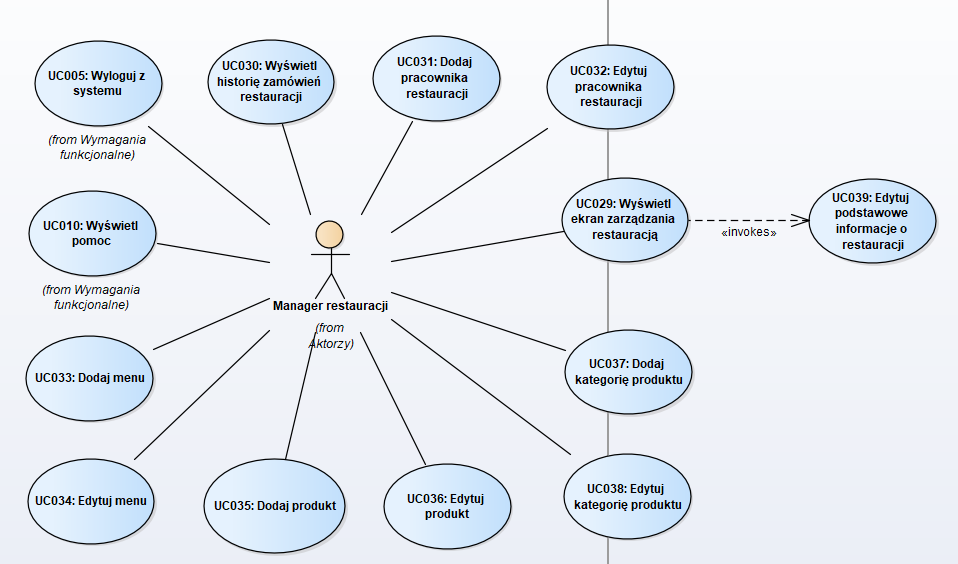 UC005: Wyloguj z
systemu
(from Wymagania
funkcjonalne)
UC030: Wyświetl
historię zamówień
restauracji
UC031: Dodaj
pracownika
restauracji
UC032: Edytuj
pracownika
restauracji
UC010: Wyświetl
pomoc
(from Wymagania
funkcjonalne)
Manager restauracji
(from
Aktorzy)
UC029: Wyświetl
ekran zarządzania
restauracją
«invokes»
UC039: Edytuj
podstawowe
informacje o
restauracji
UC033: Dodaj menu
UC037: Dodaj
kategorię produktu
UC034: Edytuj menu
UC035: Dodaj produkt
UC036: Edytuj
produkt
UC038: Edytuj
kategorię produktu